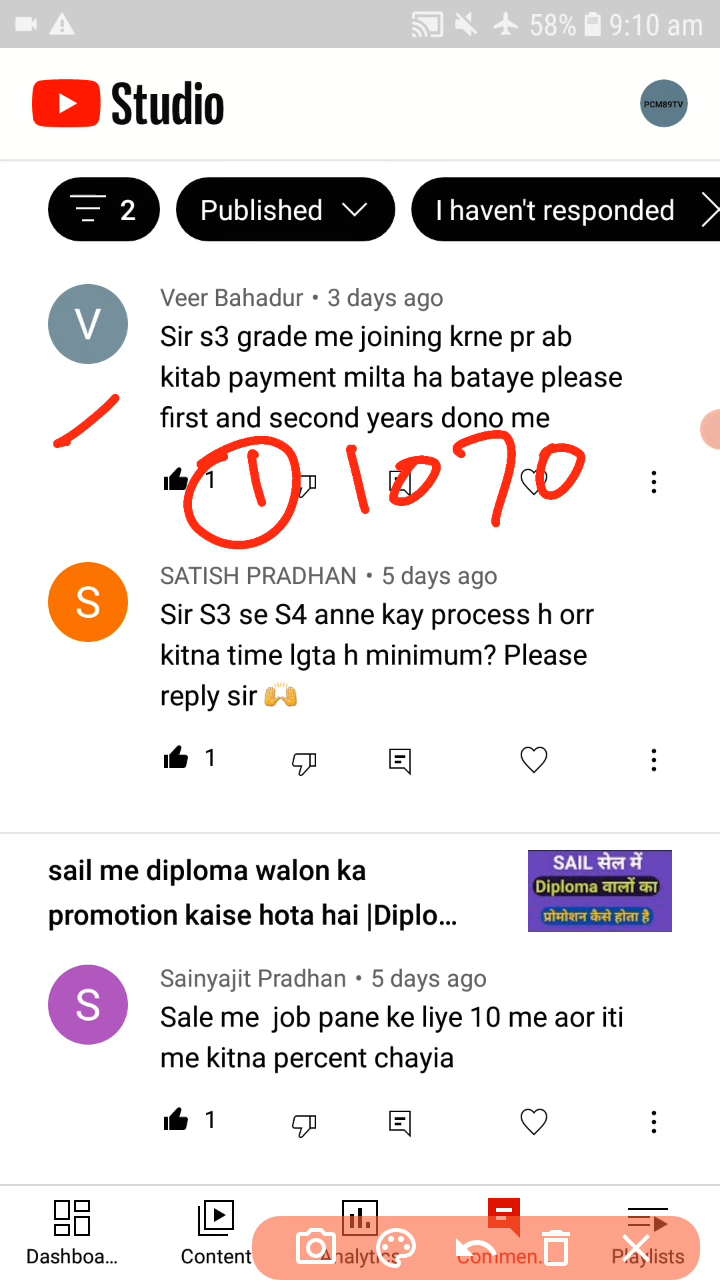 58% 9:10 am
Studio
PCM89TV
2 Published I haven't responded
Veer Bahadur • 3 days ago
Sir s3 grade me joining krne pr ab
kitab payment milta ha bataye please
first and second years dono me
1
1 1070
SATISH PRADHAN • 5 days ago
Sir S3 se S4 anne kay process h orr
kitna time lgta h minimum? Please
reply sir 🙌
1
sail me diploma walon ka
promotion kaise hota hai |Diplo...
SAIL सेल में
Diploma वालों का
प्रोमोशन कैसे होता है
Sainyajit Pradhan • 5 days ago
Sale me job pane ke liye 10 me aor iti
me kitna percent chayia
1
Dashboa... Content Analytics Commen... Playlists